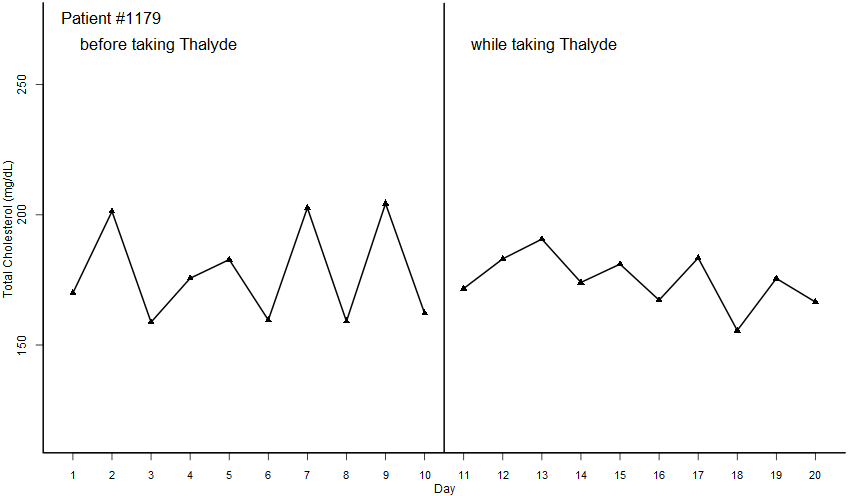 Patient #1179
before taking Thalyde
while taking Thalyde
Total Cholesterol (mg/dL)
250
200
150
1 2 3 4 5 6 7 8 9 10 11 12 13 14 15 16 17 18 19 20
Day